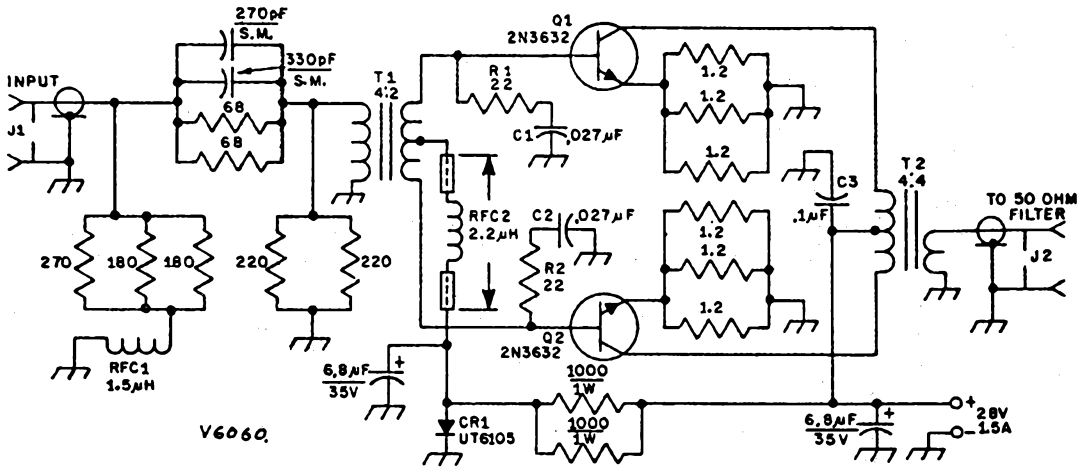 270pF
S.M.
330pF
S.M.
INPUT
J1
68
68
270
180
180
RFC1
1.5µH
220
220
T1
4:2
R1
22
C1
.027µF
Q1
2N3632
1.2
1.2
1.2
RFC2
2.2µH
C2
.027µF
R2
22
Q2
2N3632
1.2
1.2
1.2
C3
.1µF
T2
4:4
TO 50 OHM
FILTER
J2
6.8µF
35V
+
CR1
UT6105
1000
1W
1000
1W
6.8µF
35V
+
+
28V
-
1.5A
V6060.